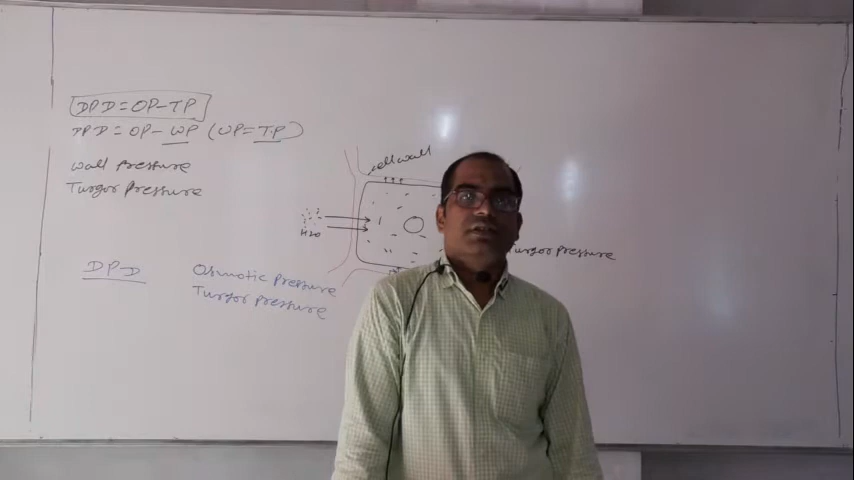 DPD = OP-TP
DPD = OP-WP (WP=TP)
Wall pressure
Turgor Pressure
cell wall
H2O
Turgor pressure
DPD
Osmotic pressure
Turgor pressure